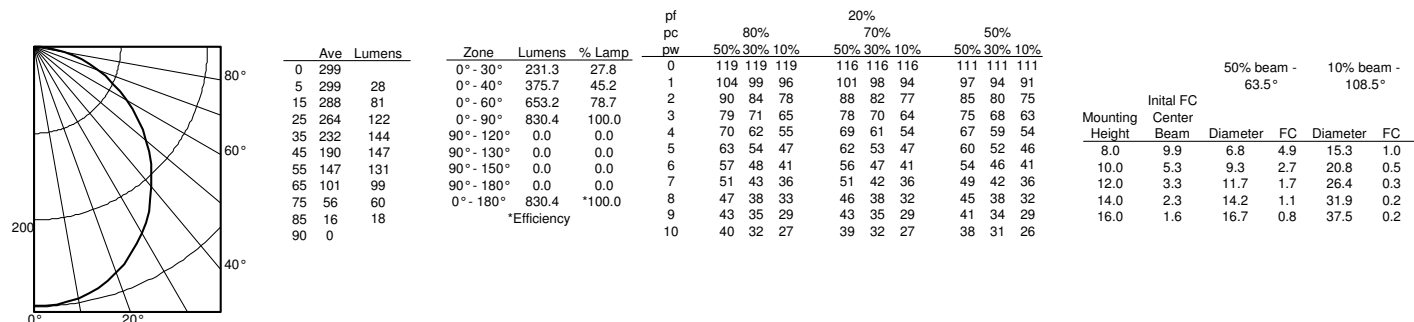 80°
60°
200
40°
0° 20°
Ave Lumens
0 299
5 299 28
15 288 81
25 264 122
35 232 144
45 190 147
55 147 131
65 101 99
75 56 60
85 16 18
90 0
Zone Lumens % Lamp
0° - 30° 231.3 27.8
0° - 40° 375.7 45.2
0° - 60° 653.2 78.7
0° - 90° 830.4 100.0
90° - 120° 0.0 0.0
90° - 130° 0.0 0.0
90° - 150° 0.0 0.0
90° - 180° 0.0 0.0
0° - 180° 830.4 *100.0
*Efficiency
pf 20%
pc 80% 70% 50%
pw 50% 30% 10% 50% 30% 10% 50% 30% 10%
0 119 119 119 116 116 116 111 111 111
1 104 99 96 101 98 94 97 94 91
2 90 84 78 88 82 77 85 80 75
3 79 71 65 78 70 64 75 68 63
4 70 62 55 69 61 54 67 59 54
5 63 54 47 62 53 47 60 52 46
6 57 48 41 56 47 41 54 46 41
7 51 43 36 51 42 36 49 42 36
8 47 38 33 46 38 32 45 38 32
9 43 35 29 43 35 29 41 34 29
10 40 32 27 39 32 27 38 31 26
50% beam - 10% beam -
63.5° 108.5°
Inital FC
Mounting Center
Height Beam Diameter FC Diameter FC
8.0 9.9 6.8 4.9 15.3 1.0
10.0 5.3 9.3 2.7 20.8 0.5
12.0 3.3 11.7 1.7 26.4 0.3
14.0 2.3 14.2 1.1 31.9 0.2
16.0 1.6 16.7 0.8 37.5 0.2